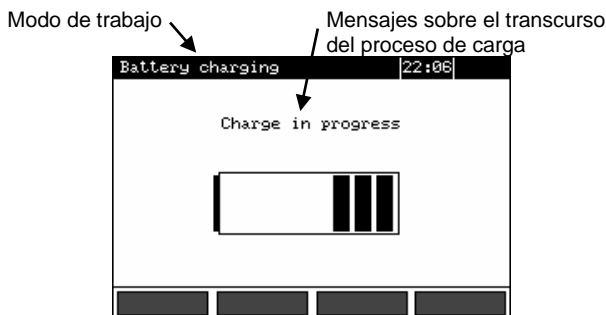 Modo de trabajo
Mensajes sobre el transcurso
del proceso de carga
Battery charging 22:06
Charge in progress